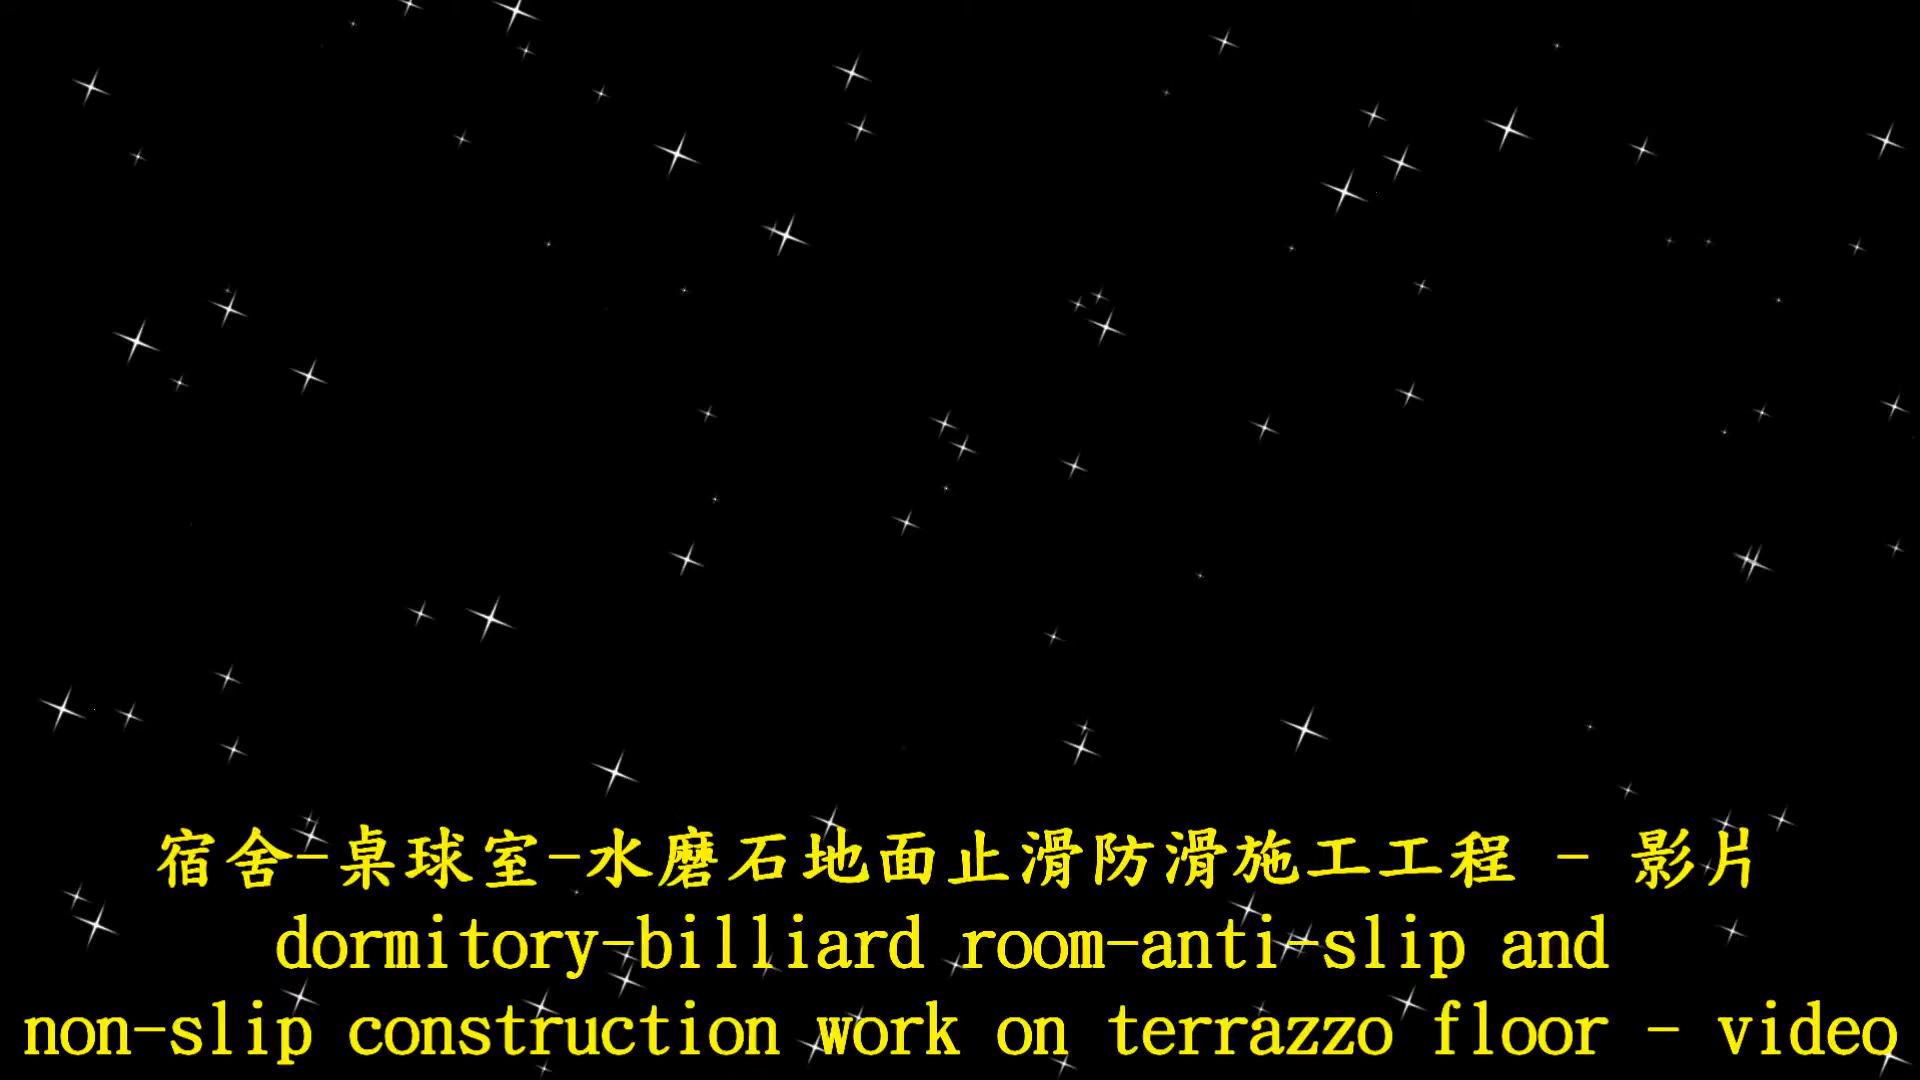 宿舍-桌球室-水磨石地面止滑防滑施工工程 - 影片
dormitory-billiard room-anti-slip and
non-slip construction work on terrazzo floor - video